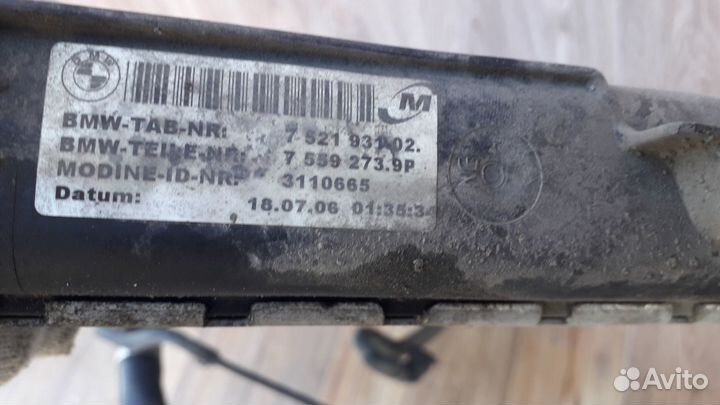 BMW
M
BMW-TAB-NR: 7 521 931.02.
BMW-TEILE-NR: 7 559 273.9P
MODINE-ID-NR: 3110665
Datum: 18.07.06 01:35:34
Avito